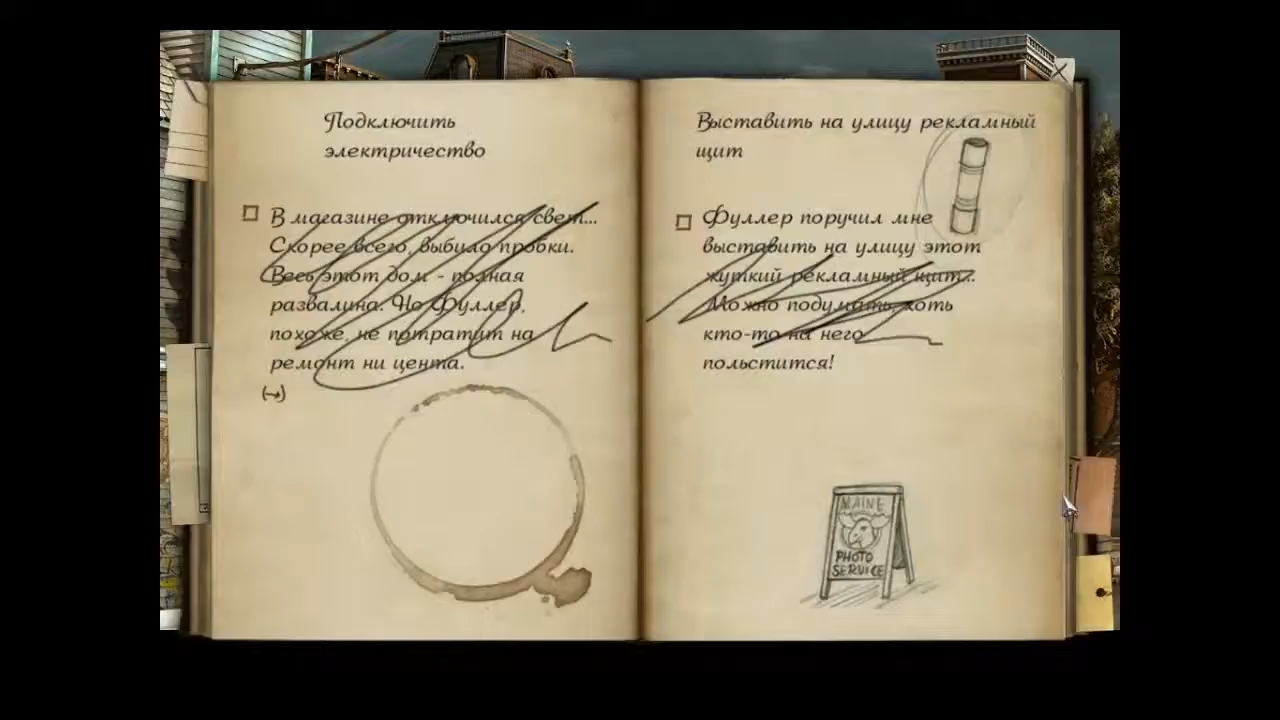 Подключить
электричество
В магазине отключился свет...
Скорее всего, выбило пробки.
Весь этот дом - полная
развалина. Но Фуллер,
похоже, не потратит на
ремонт ни цента.
(→)
Выставить на улицу рекламный
щит
Фуллер поручил мне
выставить на улицу этот
жуткий рекламный щит...
Можно подумать, хоть
кто-то на него
польстится!
MAINE
PHOTO
SERVICE